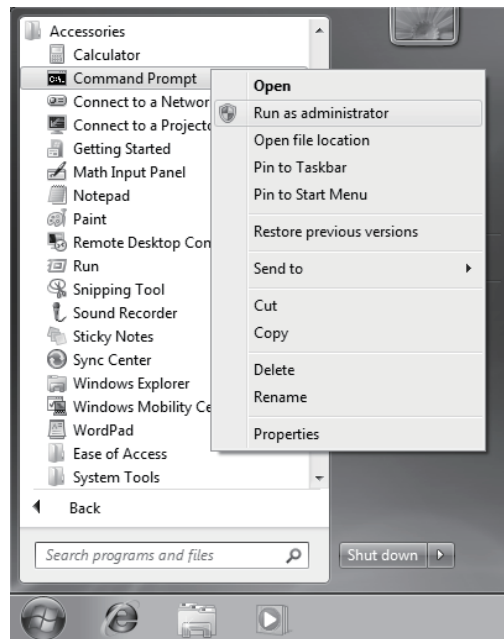 Accessories
Calculator
Command Prompt
Connect to a Networ
Connect to a Projecto
Getting Started
Math Input Panel
Notepad
Paint
Remote Desktop Con
Run
Snipping Tool
Sound Recorder
Sticky Notes
Sync Center
Windows Explorer
Windows Mobility Ce
WordPad
Ease of Access
System Tools
Back
Search programs and files
Open
Run as administrator
Open file location
Pin to Taskbar
Pin to Start Menu
Restore previous versions
Send to
Cut
Copy
Delete
Rename
Properties
Shut down